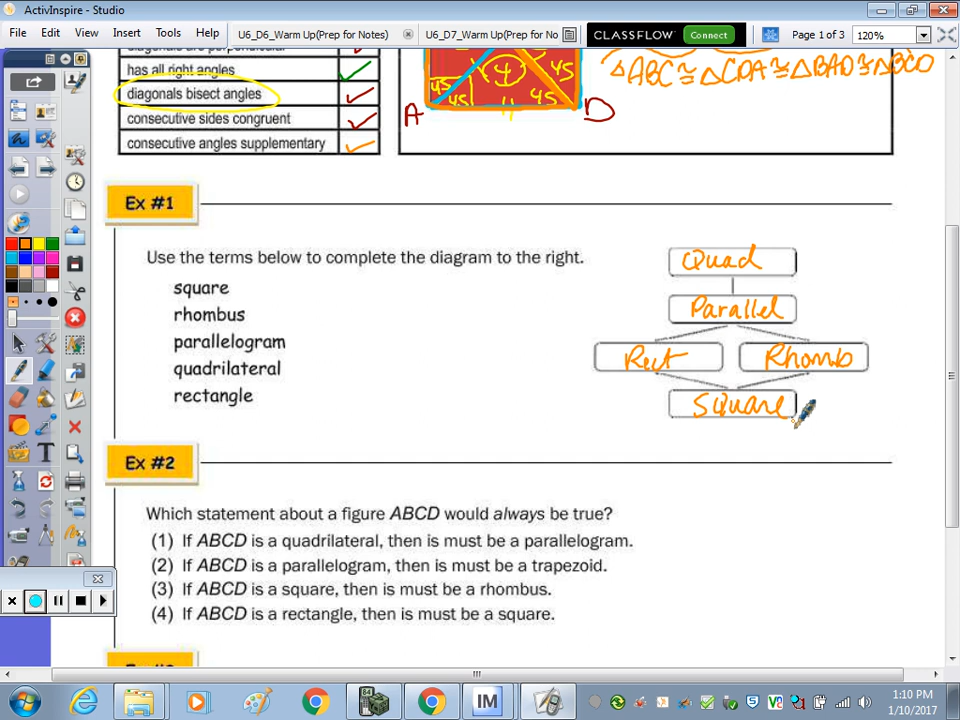 ActivInspire - Studio
File Edit View Insert Tools Help U6_D6_Warm Up(Prep for Notes) U6_D7_Warm Up(Prep for No CLASSFLOW Connect Page 1 of 3 120%
diagonals are perpendicular
has all right angles
diagonals bisect angles
consecutive sides congruent
consecutive angles supplementary
45 45 4 45 45
A D
△ABC≅△CDA≅△BAD≅△BCD
Ex #1
Use the terms below to complete the diagram to the right.
square
rhombus
parallelogram
quadrilateral
rectangle
Quad
Parallel
Rect Rhomb
Square
Ex #2
Which statement about a figure ABCD would always be true?
(1) If ABCD is a quadrilateral, then is must be a parallelogram.
(2) If ABCD is a parallelogram, then is must be a trapezoid.
(3) If ABCD is a square, then is must be a rhombus.
(4) If ABCD is a rectangle, then is must be a square.
IM
1:10 PM
1/10/2017